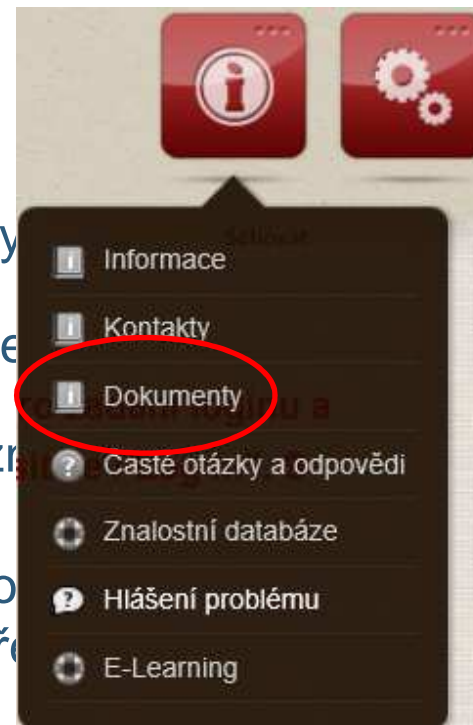 Informace
Kontakty
Dokumenty
Časté otázky a odpovědi
Znalostní databáze
Hlášení problému
E-Learning